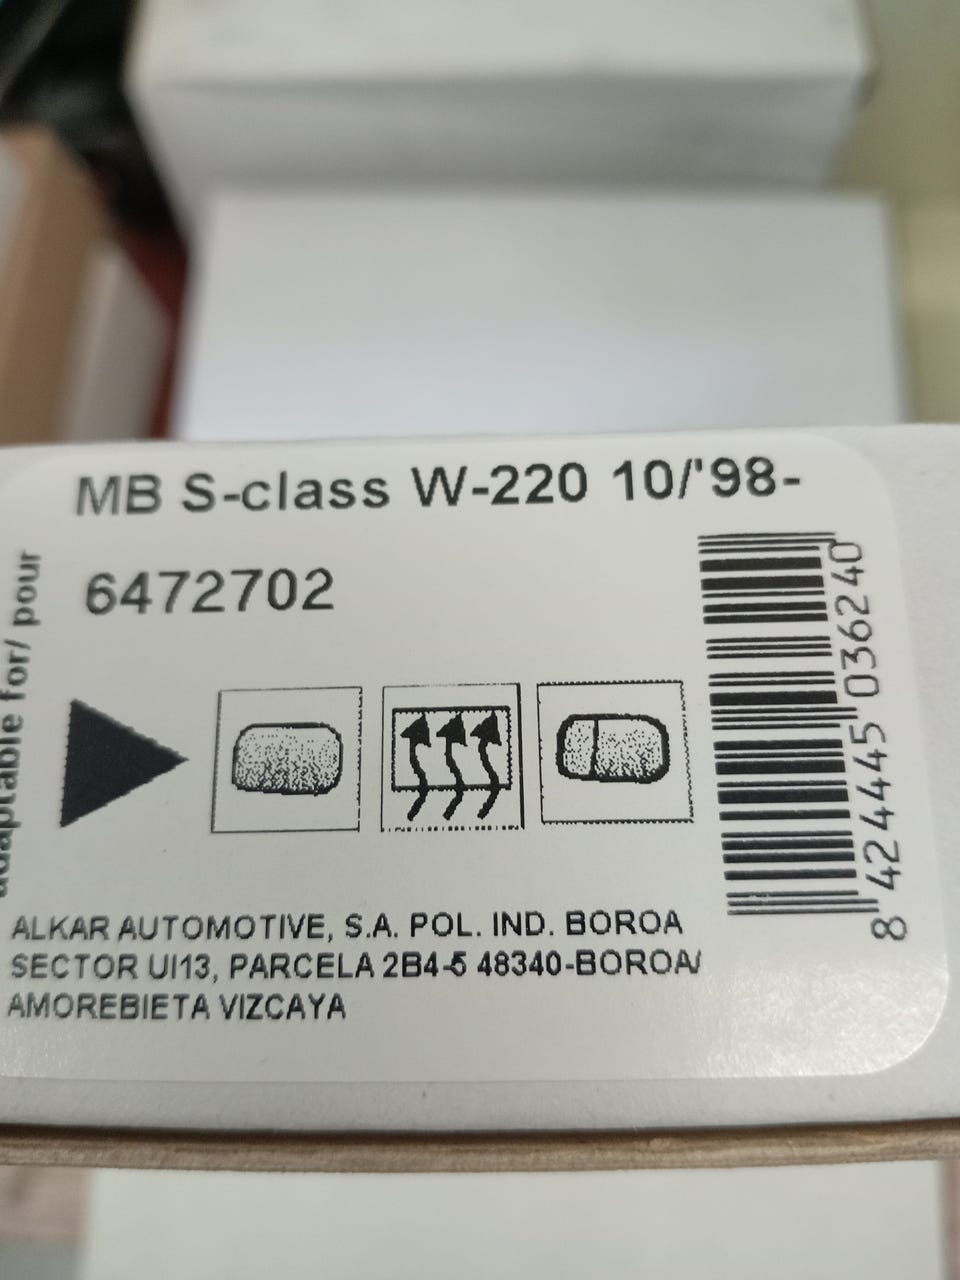 MB S-class W-220 10/'98-
6472702
adaptable for/ pour
8 424445 036240
ALKAR AUTOMOTIVE, S.A. POL. IND. BOROA
SECTOR UI13, PARCELA 2B4-5 48340-BOROA/
AMOREBIETA VIZCAYA